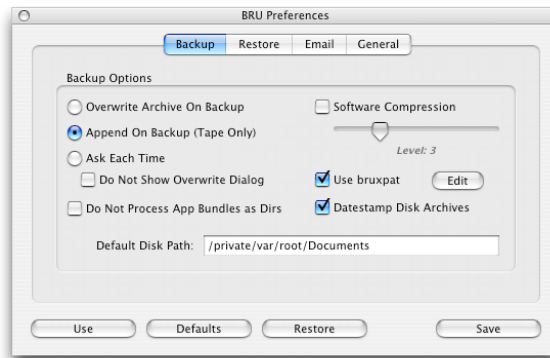 BRU Preferences
Backup Restore Email General
Backup Options
Overwrite Archive On Backup
Software Compression
Append On Backup (Tape Only)
Level: 3
Ask Each Time
Do Not Show Overwrite Dialog
Use bruxpat Edit
Do Not Process App Bundles as Dirs
Datestamp Disk Archives
Default Disk Path: /private/var/root/Documents
Use Defaults Restore Save